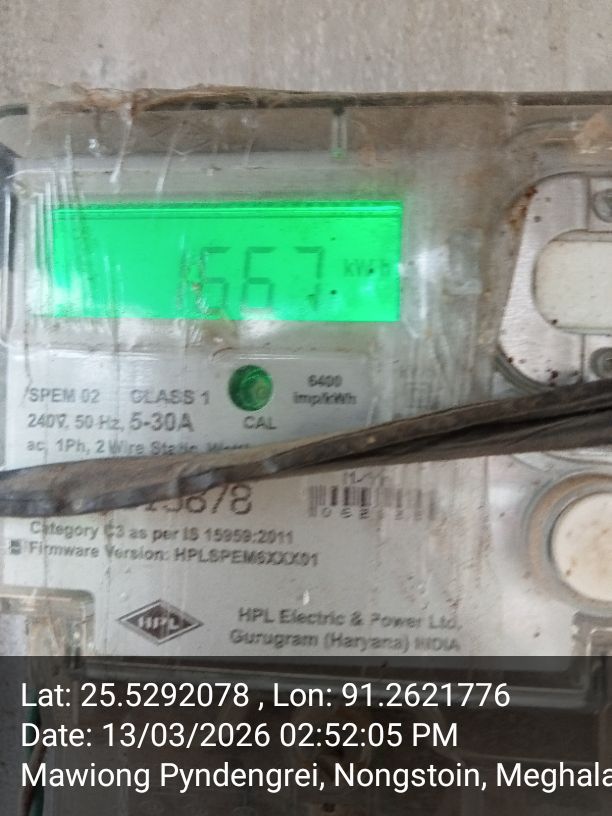 1667 kWh
SPEM 02 CLASS 1
6400
imp/kWh
240V, 50 Hz, 5-30A
CAL
ac, 1Ph, 2 Wire Static
Category C3 as per IS 15959:2011
Firmware Version: HPLSPEM6XXX01
HPL
HPL Electric & Power Ltd.
Gurugram (Haryana) INDIA
Lat: 25.5292078 , Lon: 91.2621776
Date: 13/03/2026 02:52:05 PM
Mawiong Pyndengrei, Nongstoin, Meghala